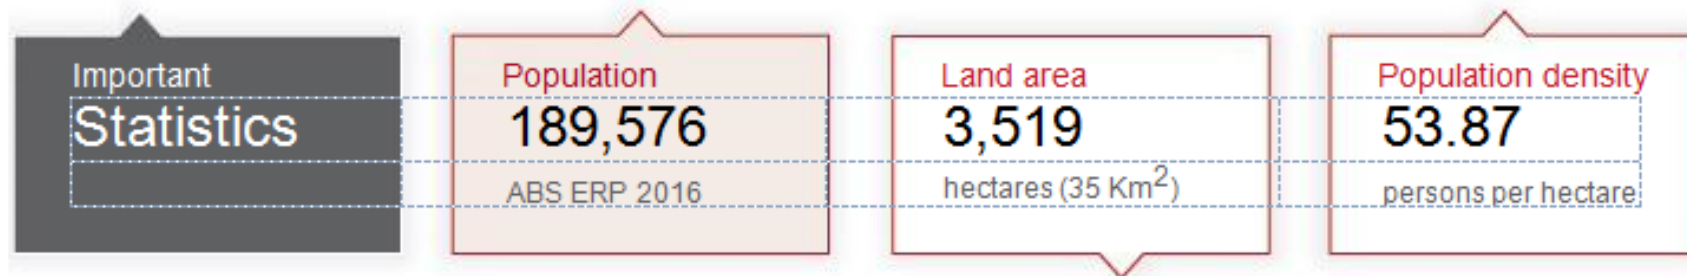 Important
Statistics
Population
189,576
ABS ERP 2016
Land area
3,519
hectares (35 Km²)
Population density
53.87
persons per hectare